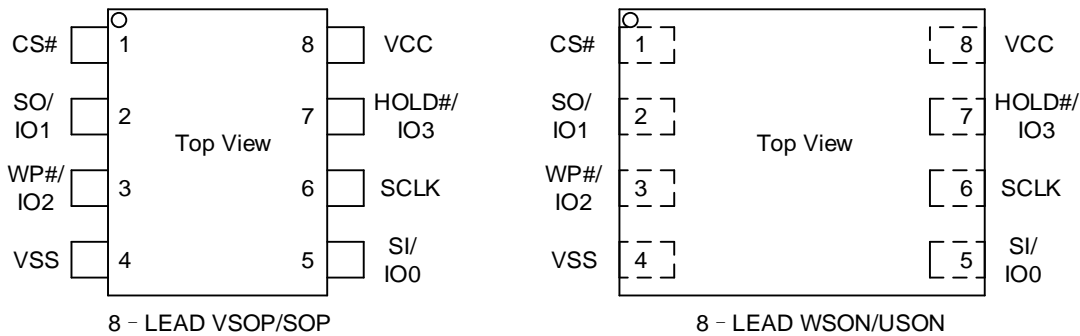 CS#
1
8
VCC
SO/
IO1
2
7
HOLD#/
IO3
Top View
WP#/
IO2
3
6
SCLK
VSS
4
5
SI/
IO0
8 – LEAD VSOP/SOP
CS#
1
8
VCC
SO/
IO1
2
7
HOLD#/
IO3
Top View
WP#/
IO2
3
6
SCLK
VSS
4
5
SI/
IO0
8 – LEAD WSON/USON